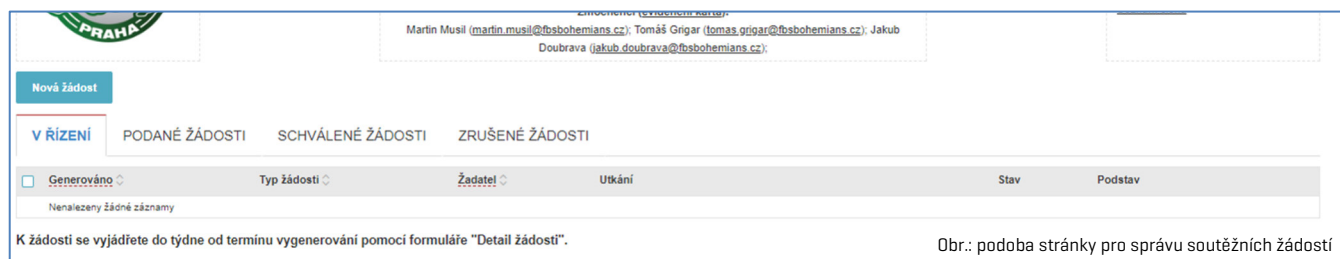 PRAHA
Zmocněnci (evidenční karta):
Martin Musil (martin.musil@fbsbohemians.cz); Tomáš Grigar (tomas.grigar@fbsbohemians.cz); Jakub
Doubrava (jakub.doubrava@fbsbohemians.cz);
Nová žádost
V ŘÍZENÍ PODANÉ ŽÁDOSTI SCHVÁLENÉ ŽÁDOSTI ZRUŠENÉ ŽÁDOSTI
Generováno Typ žádosti Žadatel Utkání Stav Podstav
Nenalezeny žádné záznamy
K žádosti se vyjádřete do týdne od termínu vygenerování pomocí formuláře "Detail žádosti".
Obr.: podoba stránky pro správu soutěžních žádostí